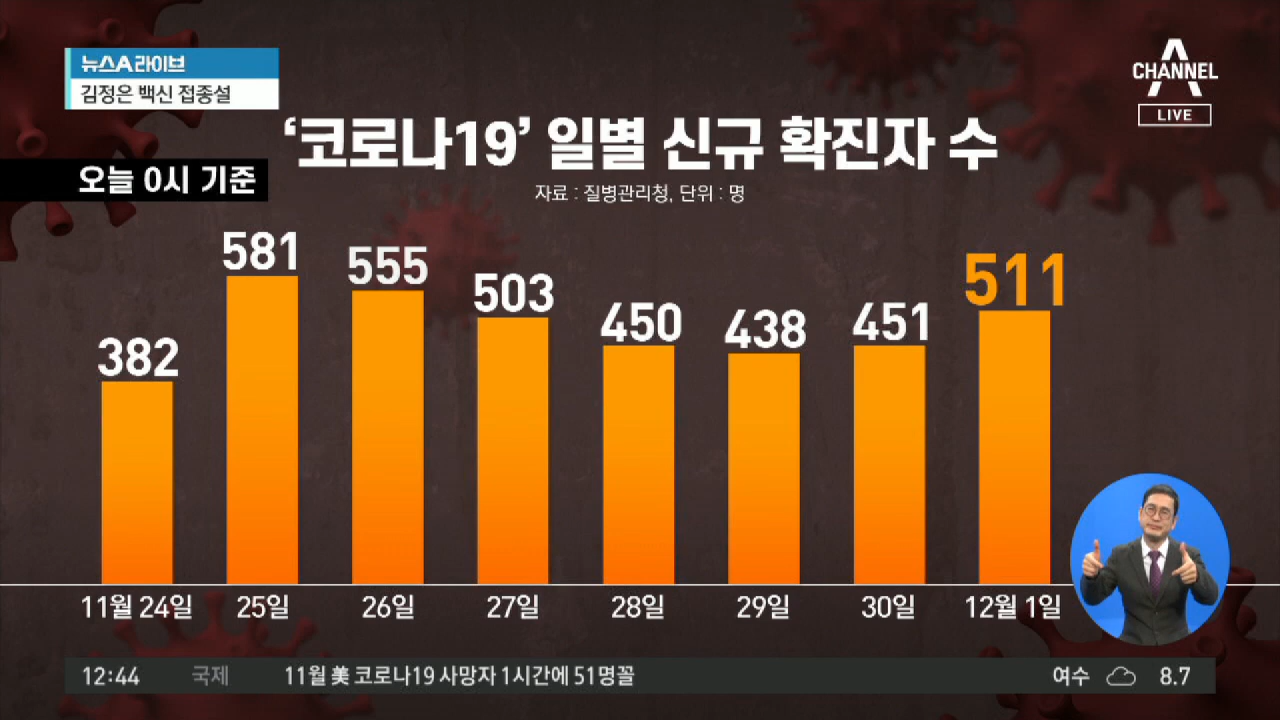 뉴스A 라이브
김정은 백신 접종설
CHANNEL A
LIVE
'코로나19' 일별 신규 확진자 수
오늘 0시 기준
자료 : 질병관리청, 단위 : 명
382
581
555
503
450
438
451
511
11월 24일
25일
26일
27일
28일
29일
30일
12월 1일
12:44 국제 11월 美 코로나19 사망자 1시간에 51명꼴 여수 8.7